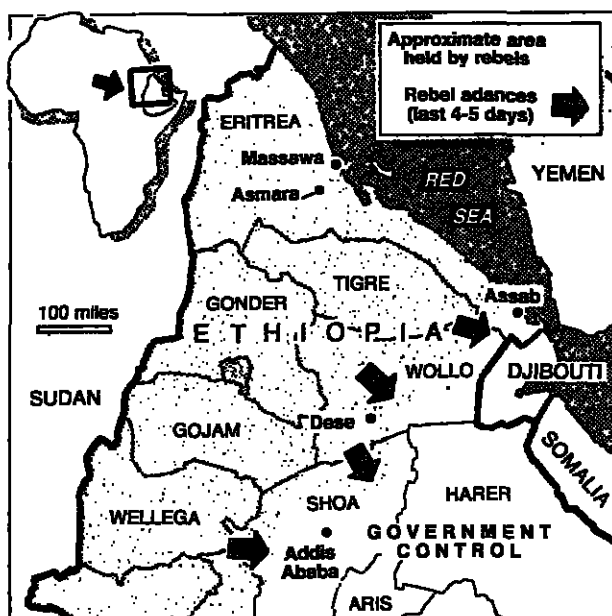 Approximate area
held by rebels
Rebel adances
(last 4-5 days)
ERITREA
Massawa
Asmara
RED
SEA
YEMEN
TIGRE
GONDER
Assab
100 miles
ETHIOPIA
WOLLO
DJIBOUTI
SUDAN
Dese
GOJAM
SOMALIA
SHOA
HARER
WELLEGA
GOVERNMENT
CONTROL
Addis
Ababa
ARIS